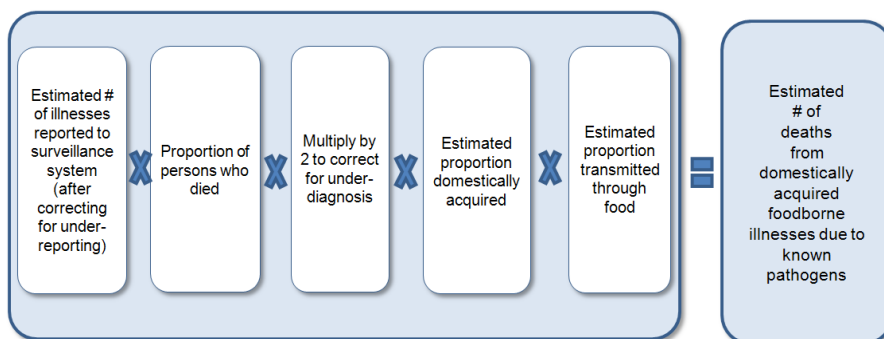 Estimated #
of illnesses
reported to
surveillance
system
(after
correcting
for under-
reporting)
Proportion of
persons who
died
Multiply by
2 to correct
for under-
diagnosis
Estimated
proportion
domestically
acquired
Estimated
proportion
transmitted
through
food
Estimated
# of
deaths
from
domestically
acquired
foodborne
illnesses due to
known
pathogens